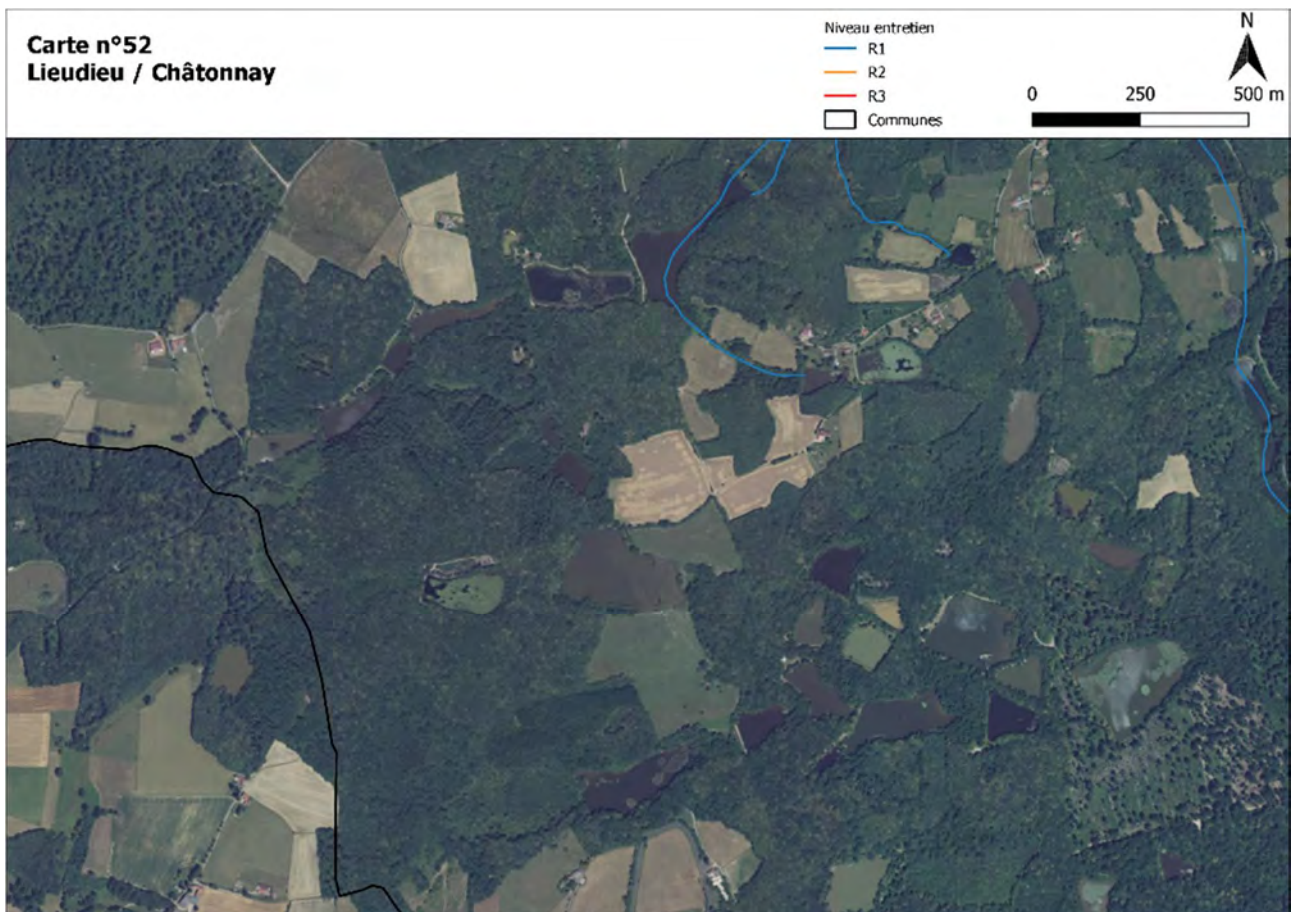 Carte n°52
Lieudieu / Châtonnay
Niveau entretien
R1
R2
R3
Communes
N
0 250 500 m